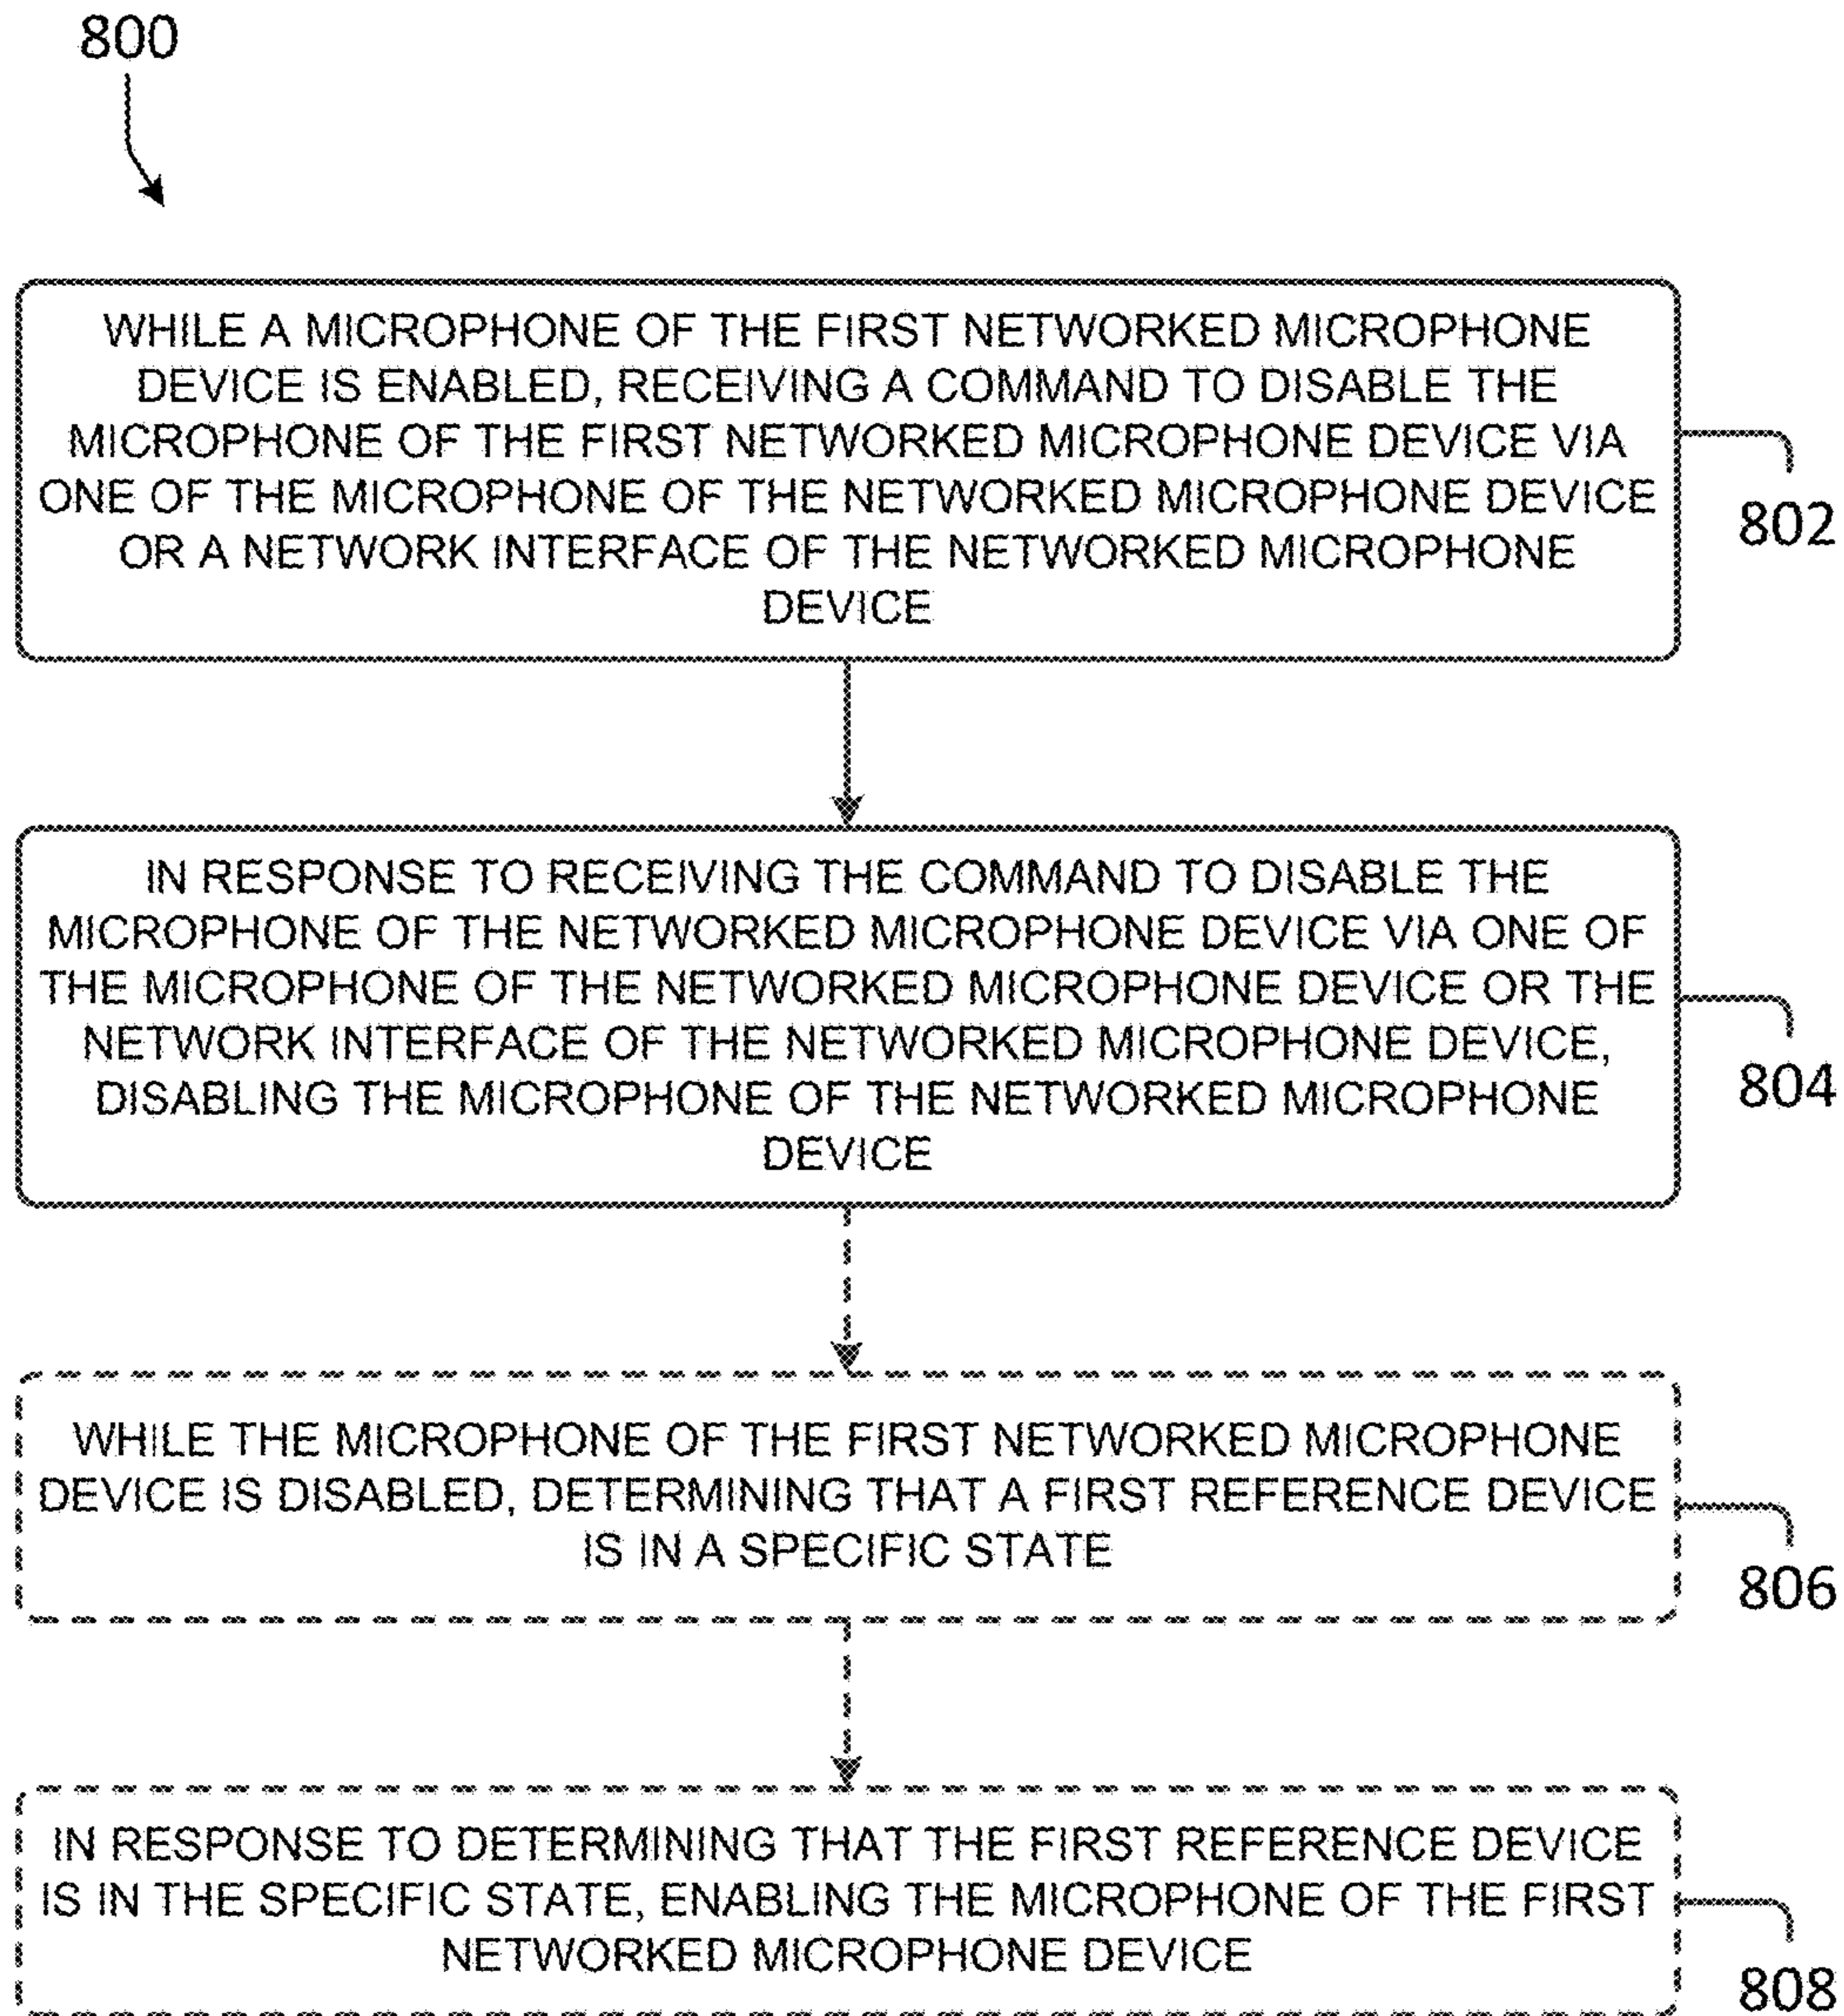 800
WHILE A MICROPHONE OF THE FIRST NETWORKED MICROPHONE
DEVICE IS ENABLED, RECEIVING A COMMAND TO DISABLE THE
MICROPHONE OF THE FIRST NETWORKED MICROPHONE DEVICE VIA
ONE OF THE MICROPHONE OF THE NETWORKED MICROPHONE DEVICE
OR A NETWORK INTERFACE OF THE NETWORKED MICROPHONE
DEVICE
802
IN RESPONSE TO RECEIVING THE COMMAND TO DISABLE THE
MICROPHONE OF THE NETWORKED MICROPHONE DEVICE VIA ONE OF
THE MICROPHONE OF THE NETWORKED MICROPHONE DEVICE OR THE
NETWORK INTERFACE OF THE NETWORKED MICROPHONE DEVICE,
DISABLING THE MICROPHONE OF THE NETWORKED MICROPHONE
DEVICE
804
WHILE THE MICROPHONE OF THE FIRST NETWORKED MICROPHONE
DEVICE IS DISABLED, DETERMINING THAT A FIRST REFERENCE DEVICE
IS IN A SPECIFIC STATE
806
IN RESPONSE TO DETERMINING THAT THE FIRST REFERENCE DEVICE
IS IN THE SPECIFIC STATE, ENABLING THE MICROPHONE OF THE FIRST
NETWORKED MICROPHONE DEVICE
808